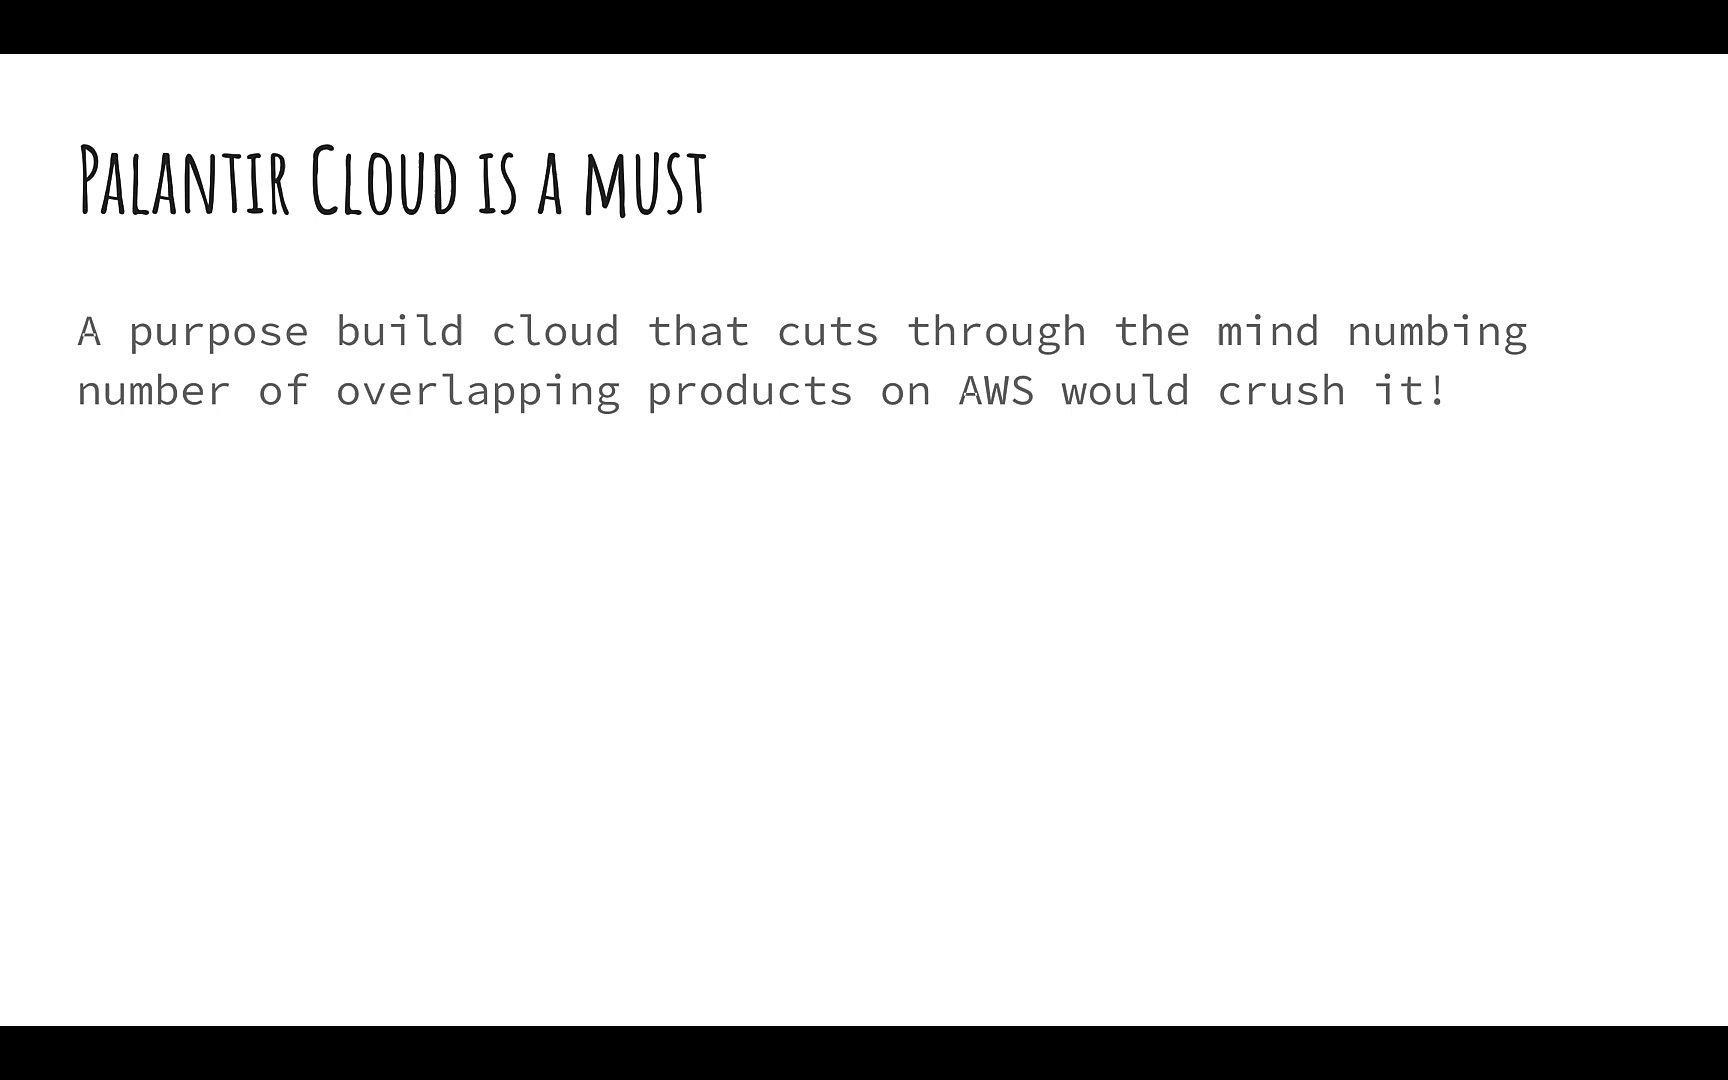 Palantir Cloud is a must
A purpose build cloud that cuts through the mind numbing
number of overlapping products on AWS would crush it!